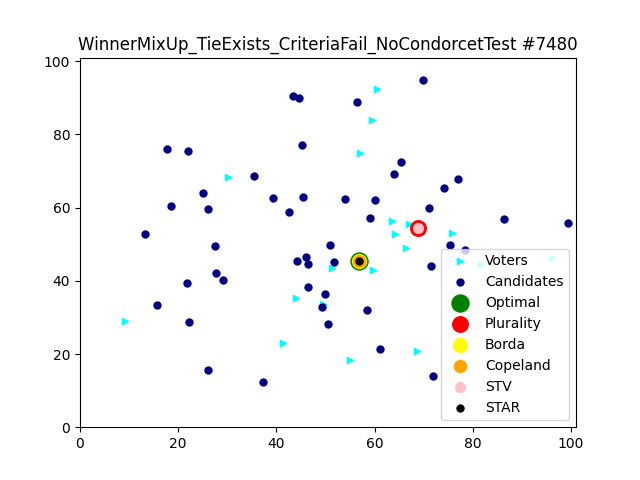 WinnerMixUp_TieExists_CriteriaFail_NoCondorcetTest #7480
100
80
60
40
20
0
0 20 40 60 80 100
Voters
Candidates
Optimal
Plurality
Borda
Copeland
STV
STAR